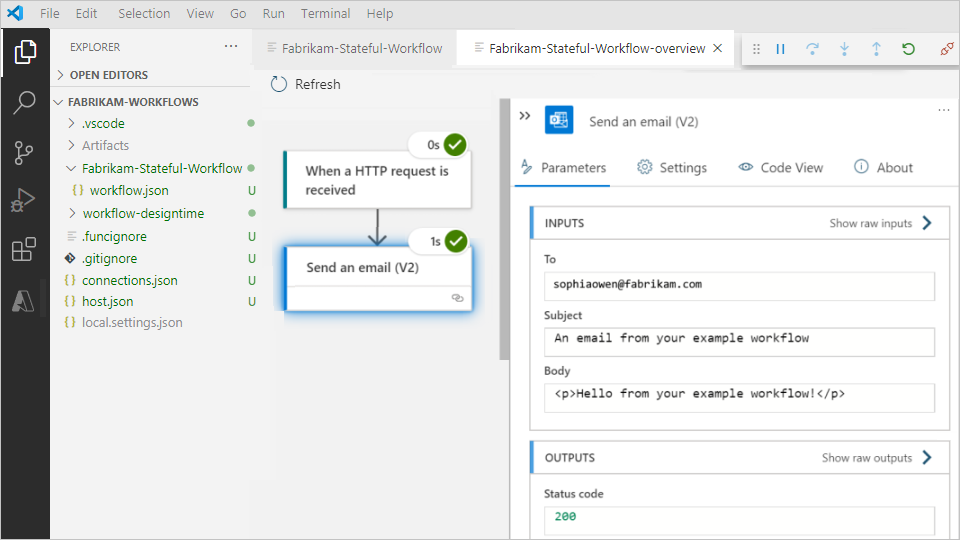 File Edit Selection View Go Run Terminal Help
EXPLORER ...
Fabrikam-Stateful-Workflow
Fabrikam-Stateful-Workflow-overview
OPEN EDITORS
FABRIKAM-WORKFLOWS
.vscode
Artifacts
Fabrikam-Stateful-Workflow
{} workflow.json U
workflow-designtime
.funcignore U
.gitignore U
{} connections.json U
{} host.json U
{} local.settings.json
Refresh
0s
When a HTTP request is
received
1s
Send an email (V2)
Send an email (V2)
...
Parameters Settings Code View About
INPUTS Show raw inputs
To
sophiaowen@fabrikam.com
Subject
An email from your example workflow
Body
<p>Hello from your example workflow!</p>
OUTPUTS Show raw outputs
Status code
200